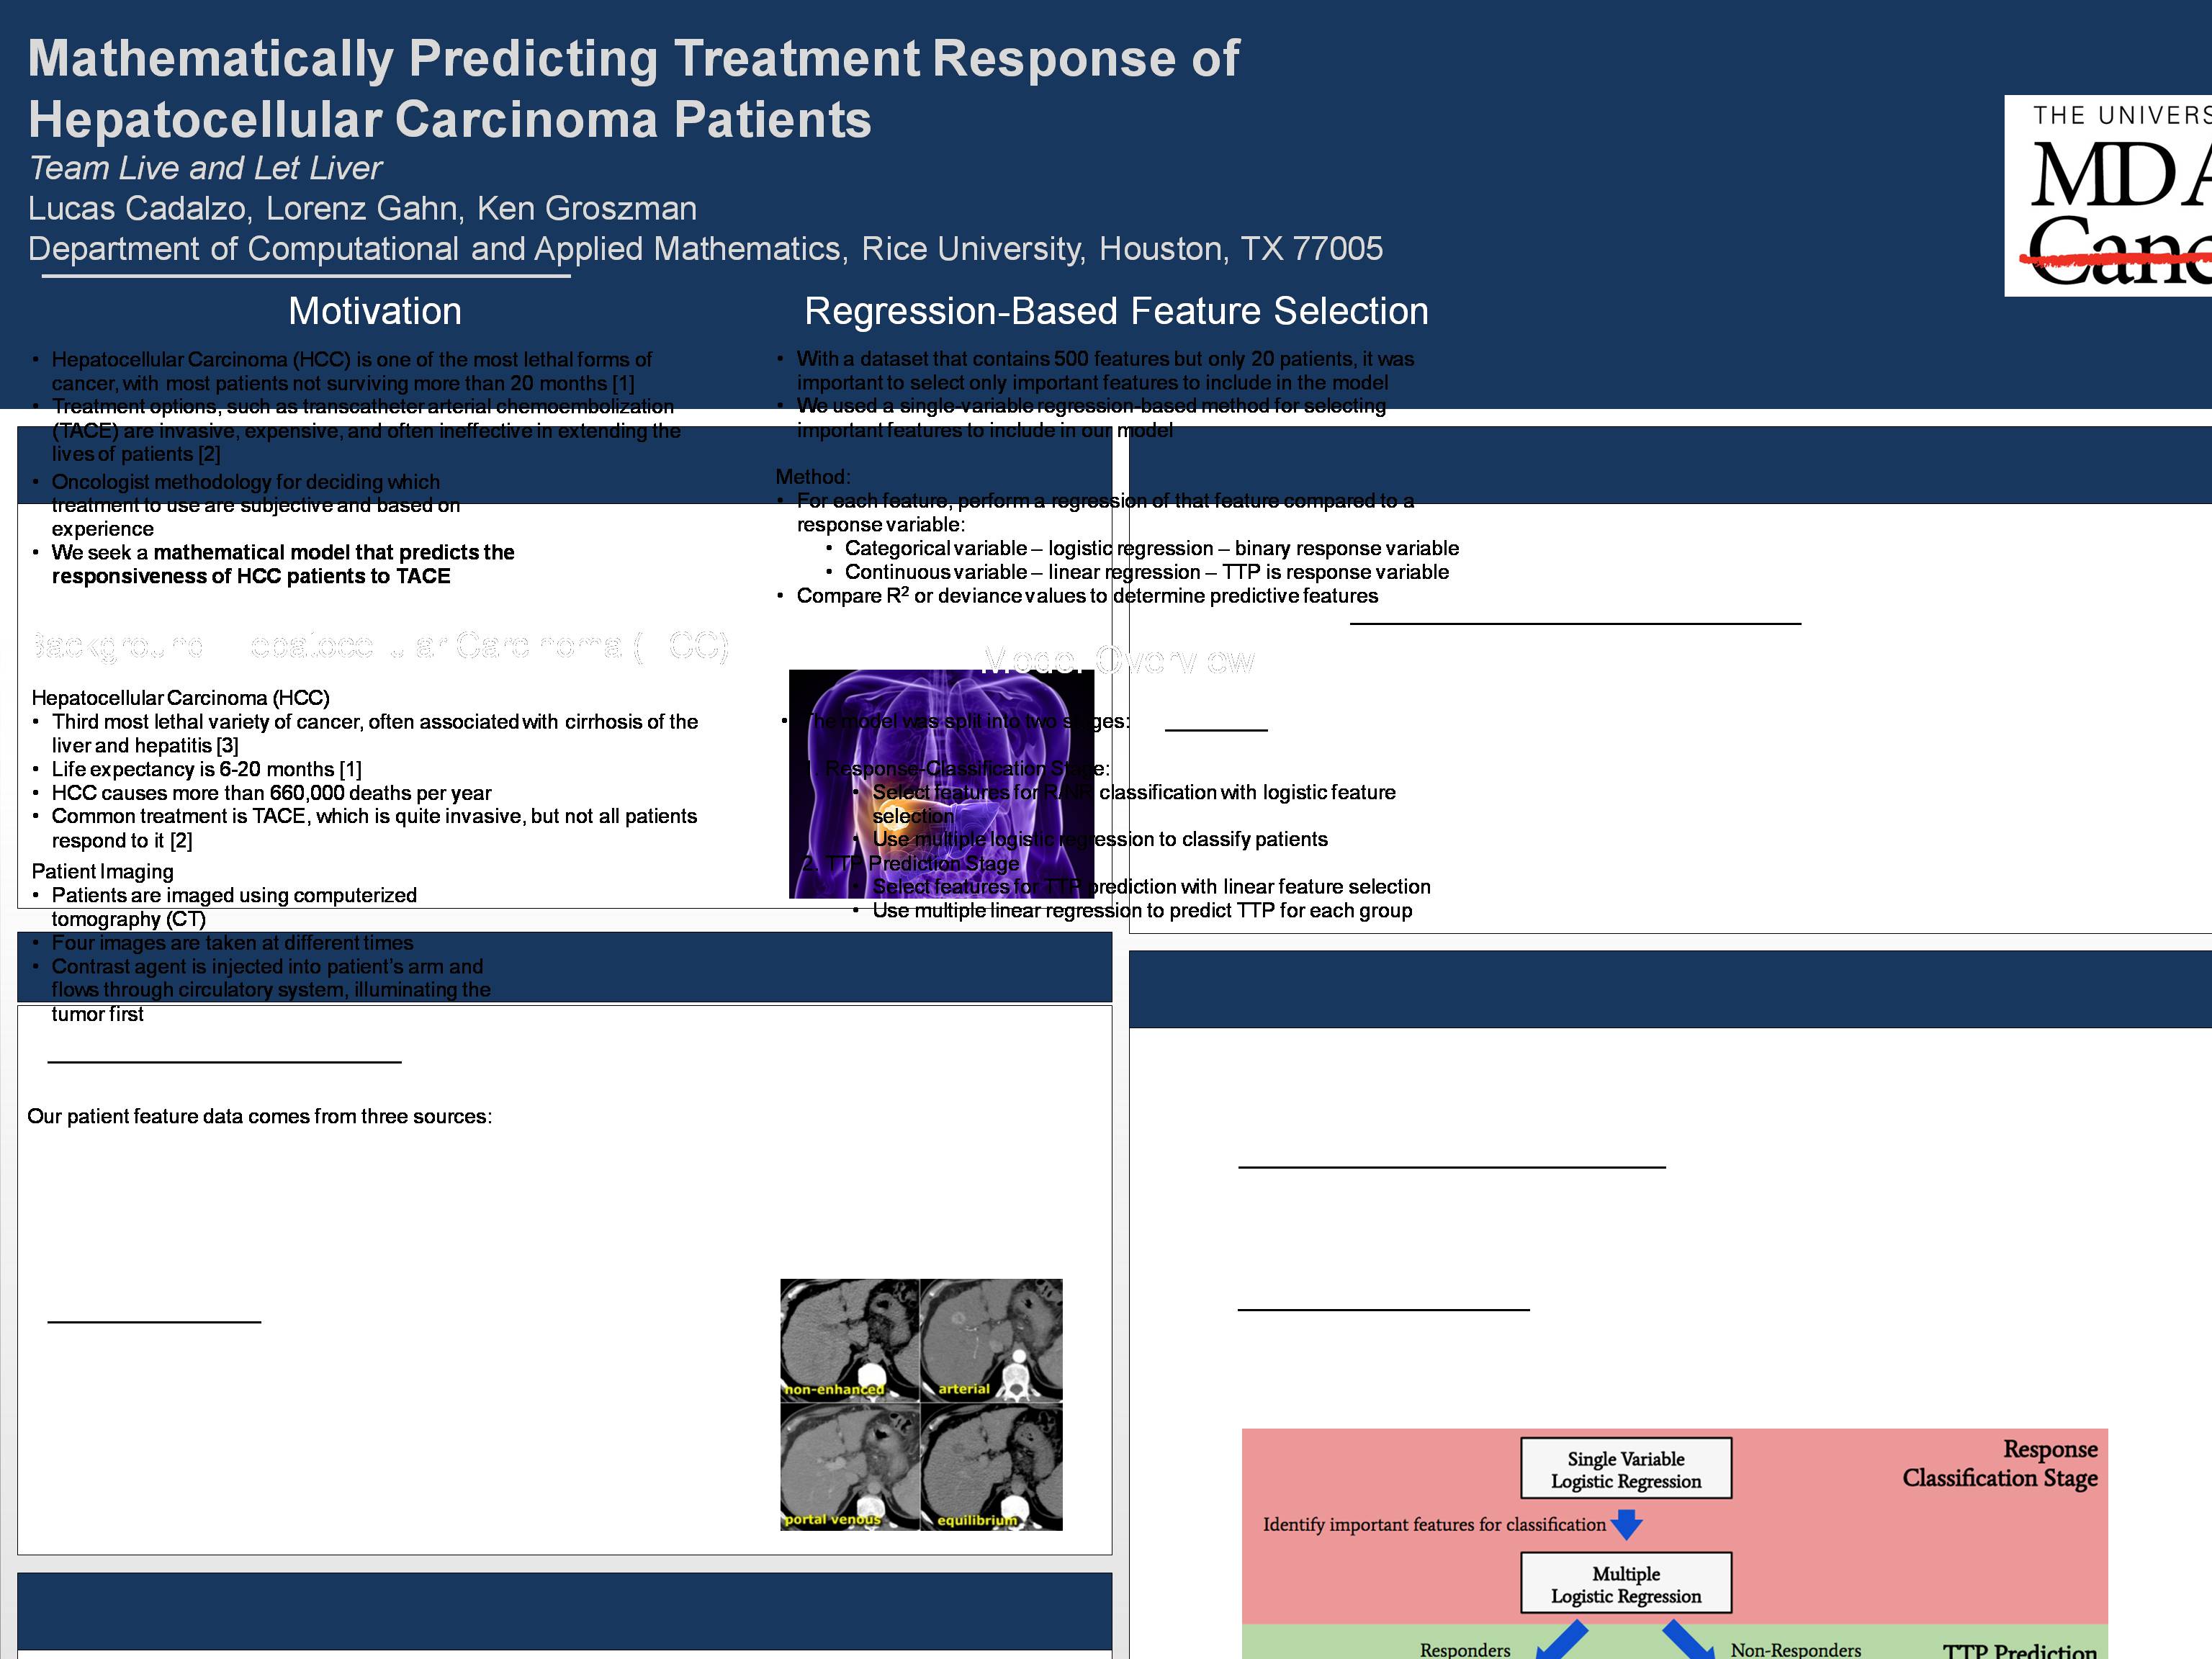 Mathematically Predicting Treatment Response of
Hepatocellular Carcinoma Patients
Team Live and Let Liver
Lucas Cadalzo, Lorenz Gahn, Ken Groszman
Department of Computational and Applied Mathematics, Rice University, Houston, TX 77005
THE UNIVERS
MD A
Canc
Motivation
• Hepatocellular Carcinoma (HCC) is one of the most lethal forms of
cancer, with most patients not surviving more than 20 months [1]
• Treatment options, such as transcatheter arterial chemoembolization
(TACE) are invasive, expensive, and often ineffective in extending the
lives of patients [2]
• Oncologist methodology for deciding which
treatment to use are subjective and based on
experience
• We seek a mathematical model that predicts the
responsiveness of HCC patients to TACE
Background Hepatocellular Carcinoma (HCC)
Hepatocellular Carcinoma (HCC)
• Third most lethal variety of cancer, often associated with cirrhosis of the
liver and hepatitis [3]
• Life expectancy is 6-20 months [1]
• HCC causes more than 660,000 deaths per year
• Common treatment is TACE, which is quite invasive, but not all patients
respond to it [2]
Patient Imaging
• Patients are imaged using computerized
tomography (CT)
• Four images are taken at different times
• Contrast agent is injected into patient's arm and
flows through circulatory system, illuminating the
tumor first
Our patient feature data comes from three sources:
non-enhanced
arterial
portal venous
equilibrium
Regression-Based Feature Selection
• With a dataset that contains 500 features but only 20 patients, it was
important to select only important features to include in the model
• We used a single-variable regression-based method for selecting
important features to include in our model
Method:
• For each feature, perform a regression of that feature compared to a
response variable:
• Categorical variable – logistic regression – binary response variable
• Continuous variable – linear regression – TTP is response variable
• Compare R² or deviance values to determine predictive features
Model Overview
• The model was split into two stages:
1. Response-Classification Stage:
• Select features for R/NR classification with logistic feature
selection
• Use multiple logistic regression to classify patients
2. TTP Prediction Stage
• Select features for TTP prediction with linear feature selection
• Use multiple linear regression to predict TTP for each group
Single Variable
Logistic Regression
Response
Classification Stage
Identify important features for classification
Multiple
Logistic Regression
Responders
Non-Responders
TTP Prediction